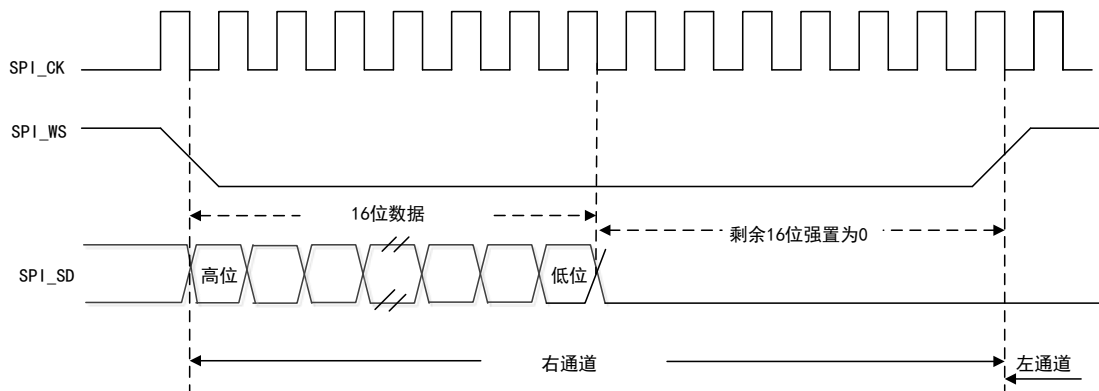 SPI_CK
SPI_WS
16位数据
剩余16位强置为0
SPI_SD
高位
低位
右通道
左通道